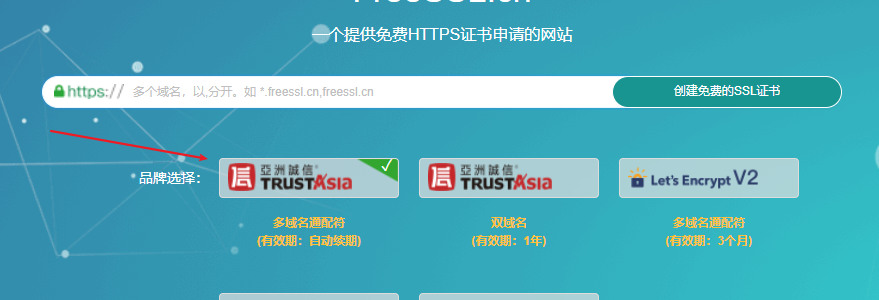 FreeSSL.cn
一个提供免费HTTPS证书申请的网站
https:// 多个域名，以,分开。如 *.freessl.cn,freessl.cn 创建免费的SSL证书
品牌选择： 亞洲誠信® TRUSTAsia 亞洲誠信® TRUSTAsia Let's Encrypt V2
多域名通配符 双域名 多域名通配符
(有效期：自动续期) (有效期：1年) (有效期：3个月)